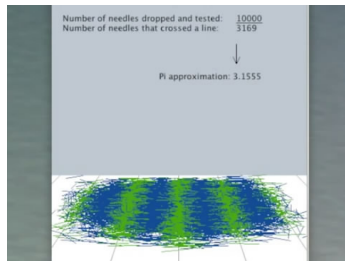 Number of needles dropped and tested: 10000
Number of needles that crossed a line: 3169
Pi approximation: 3.1555